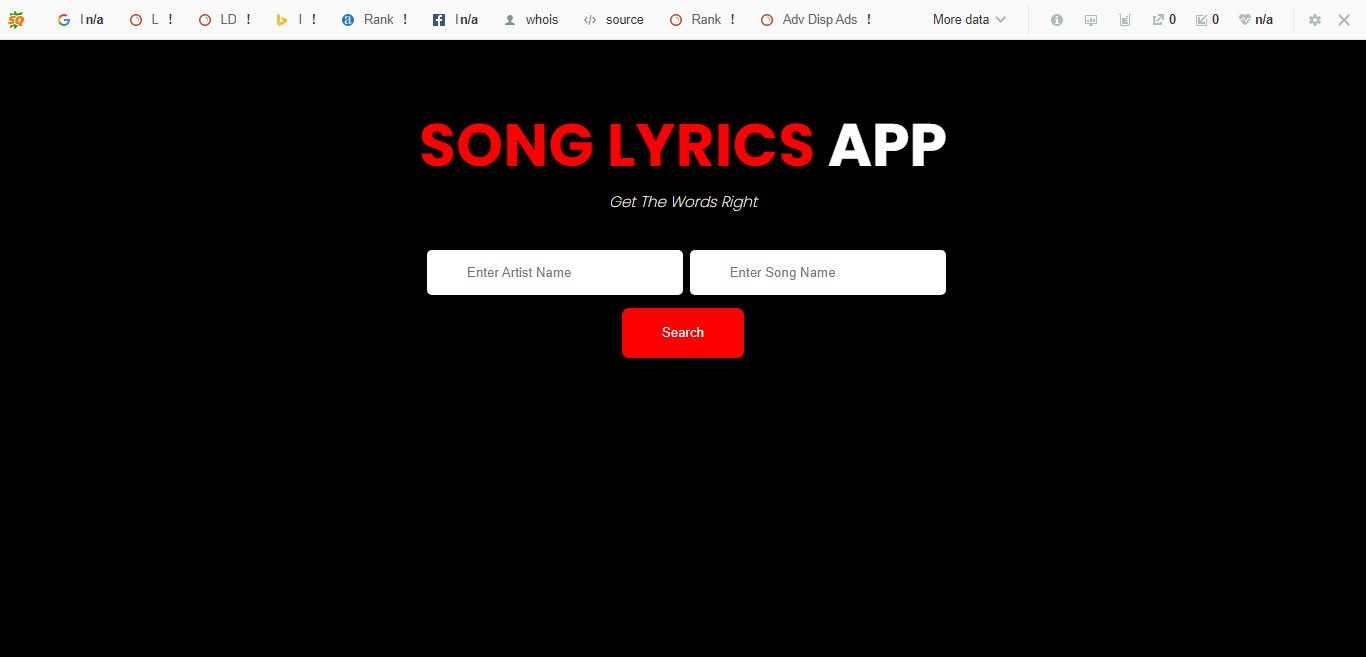 SQ I n/a L ! LD ! I ! a Rank ! f I n/a whois </> source Rank ! Adv Disp Ads ! More data 0 0 n/a
SONG LYRICS APP
Get The Words Right
Enter Artist Name Enter Song Name
Search